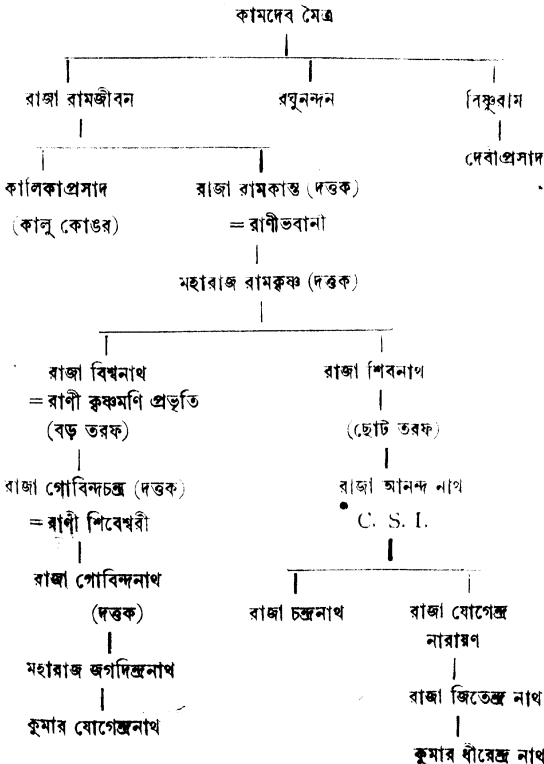 কামদেব মৈত্র
রাজা রামজীবন রঘুনন্দন বিষ্ণুরাম
দেবীপ্রসাদ
কালিকাপ্রসাদ রাজা রামকান্ত (দত্তক)
(কালু কোঙর) = রাণীভবানী
মহারাজ রামকৃষ্ণ (দত্তক)
রাজা বিশ্বনাথ রাজা শিবনাথ
= রাণী কৃষ্ণমণি প্রভৃতি
(বড় তরফ) (ছোট তরফ)
রাজা গোবিন্দচন্দ্র (দত্তক) রাজা আনন্দ নাথ
= রাণী শিবেশ্বরী C. S. I.
রাজা গোবিন্দনাথ
(দত্তক) রাজা চন্দ্রনাথ রাজা যোগেন্দ্র
নারায়ণ
মহারাজ জগদিন্দ্রনাথ
রাজা জিতেন্দ্র নাথ
কুমার যোগেন্দ্রনাথ
কুমার ধীরেন্দ্র নাথ